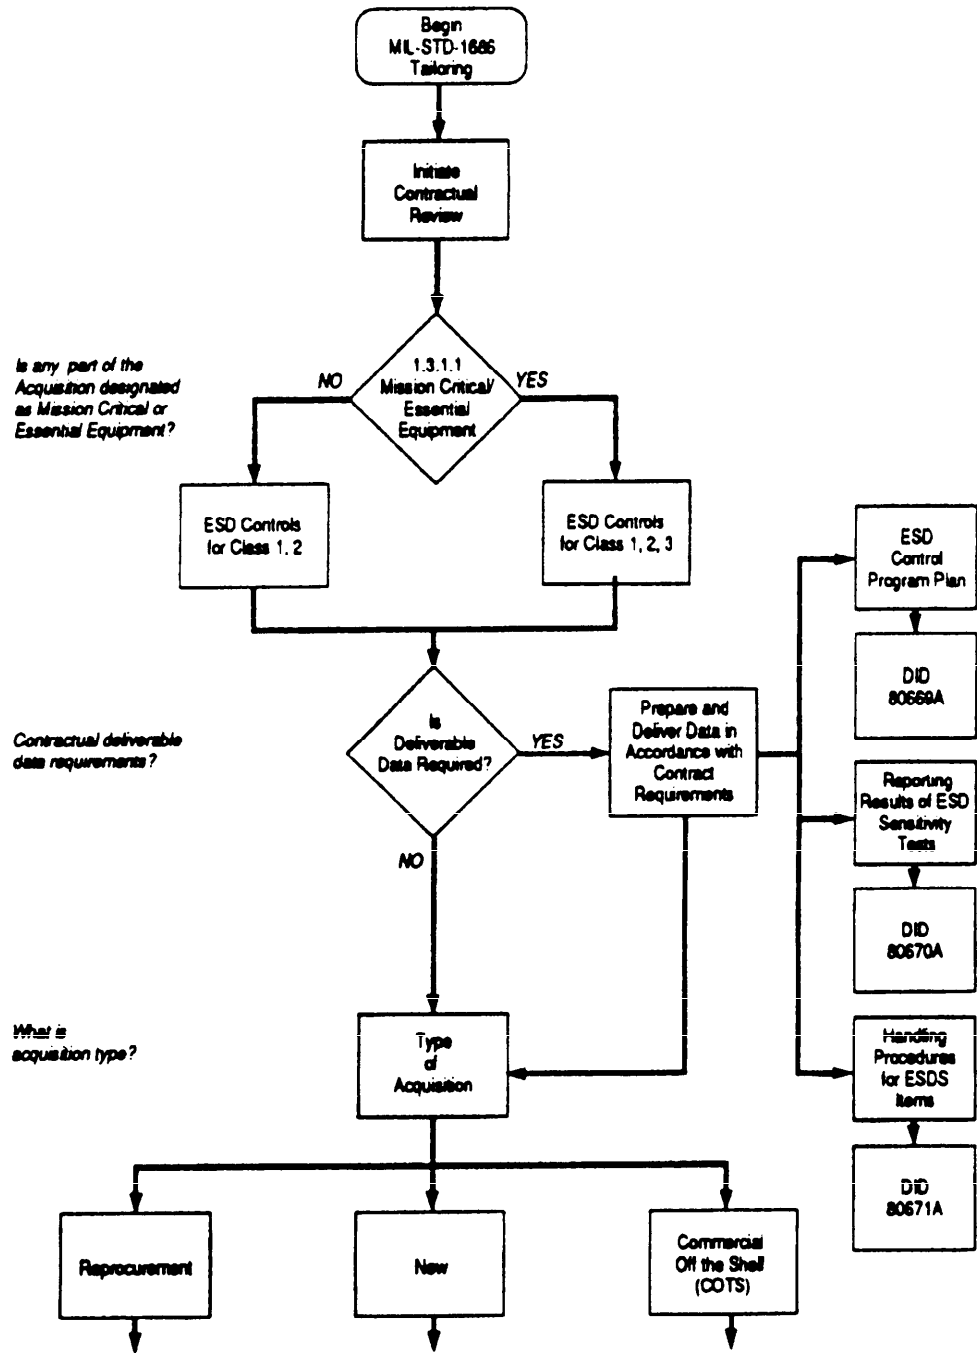 Begin
MIL-STD-1686
Tailoring
Initiate
Contractual
Review
Is any part of the
Acquisition designated
as Mission Critical or
Essential Equipment?
NO
1.3.1.1
Mission Critical/
Essential
Equipment
YES
ESD Controls
for Class 1, 2
ESD Controls
for Class 1, 2, 3
ESD
Control
Program Plan
DID
80669A
Contractual deliverable
data requirements?
Is
Deliverable
Data Required?
YES
Prepare and
Deliver Data in
Accordance with
Contract
Requirements
NO
Reporting
Results of ESD
Sensitivity
Tests
DID
80670A
What is
acquisition type?
Type
of
Acquisition
Handling
Procedures
for ESDS
Items
DID
80671A
Reprocurement
New
Commercial
Off the Shelf
(COTS)